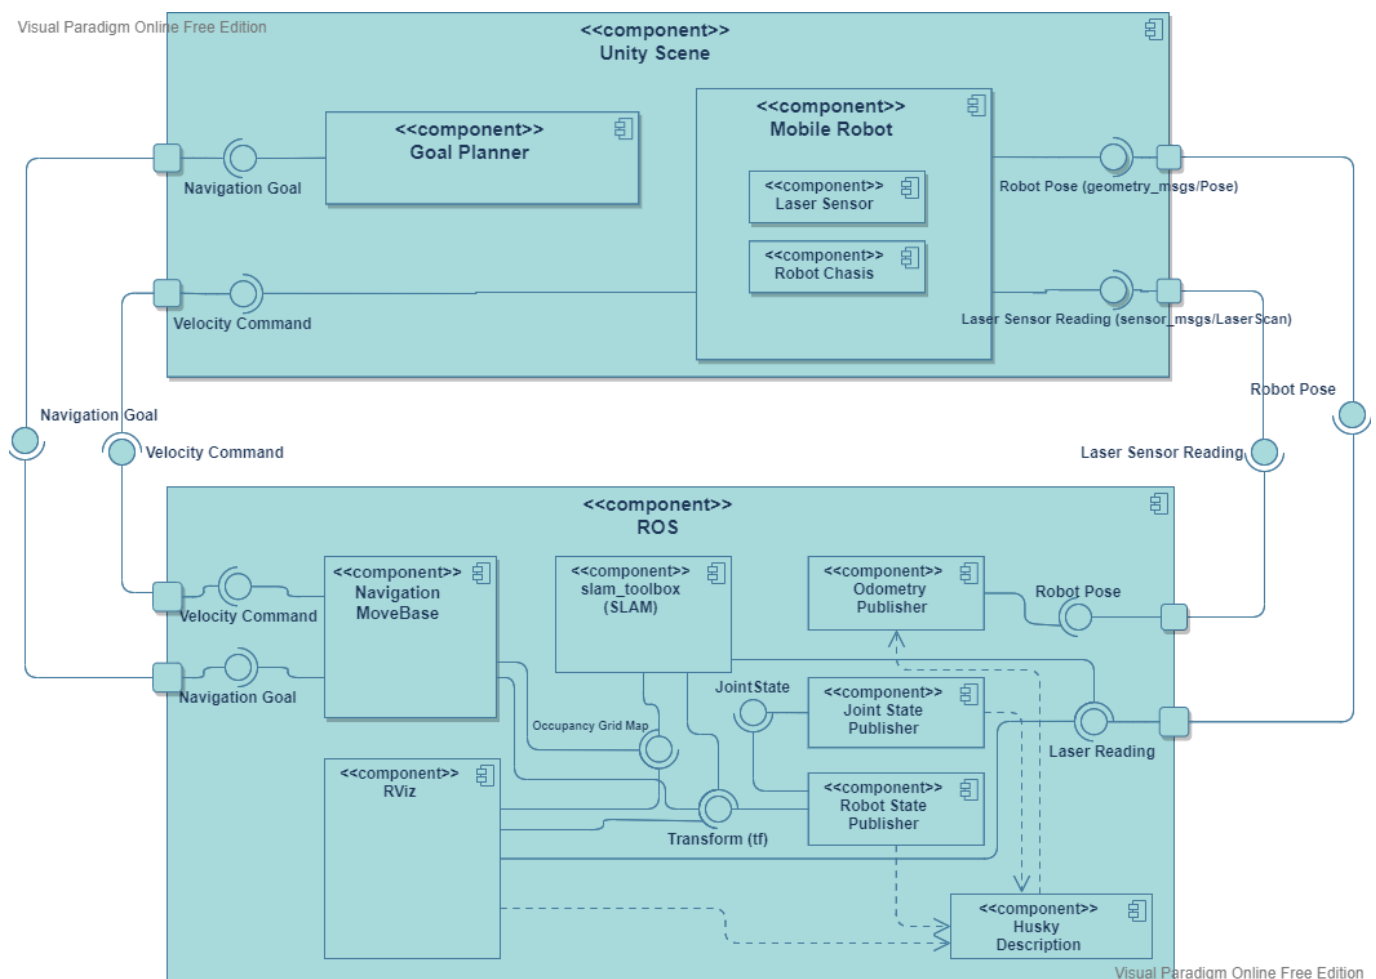 Visual Paradigm Online Free Edition
<<component>>
Unity Scene
<<component>>
Goal Planner
Navigation Goal
<<component>>
Mobile Robot
<<component>>
Laser Sensor
<<component>>
Robot Chasis
Robot Pose (geometry_msgs/Pose)
Velocity Command
Laser Sensor Reading (sensor_msgs/LaserScan)
Navigation Goal
Velocity Command
Robot Pose
Laser Sensor Reading
<<component>>
ROS
<<component>>
Navigation
MoveBase
Velocity Command
Navigation Goal
<<component>>
slam_toolbox
(SLAM)
<<component>>
Odometry
Publisher
Robot Pose
JointState
<<component>>
Joint State
Publisher
Occupancy Grid Map
Laser Reading
<<component>>
RViz
<<component>>
Robot State
Publisher
Transform (tf)
<<component>>
Husky
Description
Visual Paradigm Online Free Edition